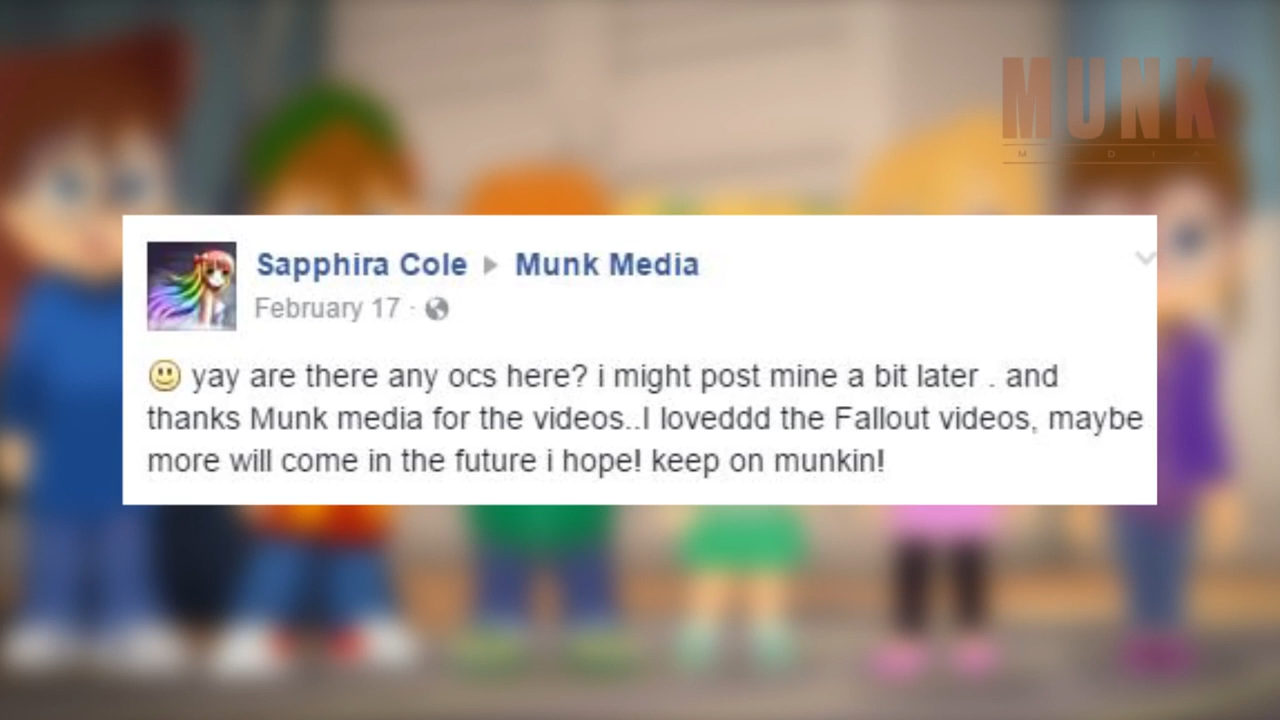 MUNK
MEDIA
Sapphira Cole ▶ Munk Media
February 17 ·
🙂 yay are there any ocs here? i might post mine a bit later . and
thanks Munk media for the videos..I loveddd the Fallout videos, maybe
more will come in the future i hope! keep on munkin!